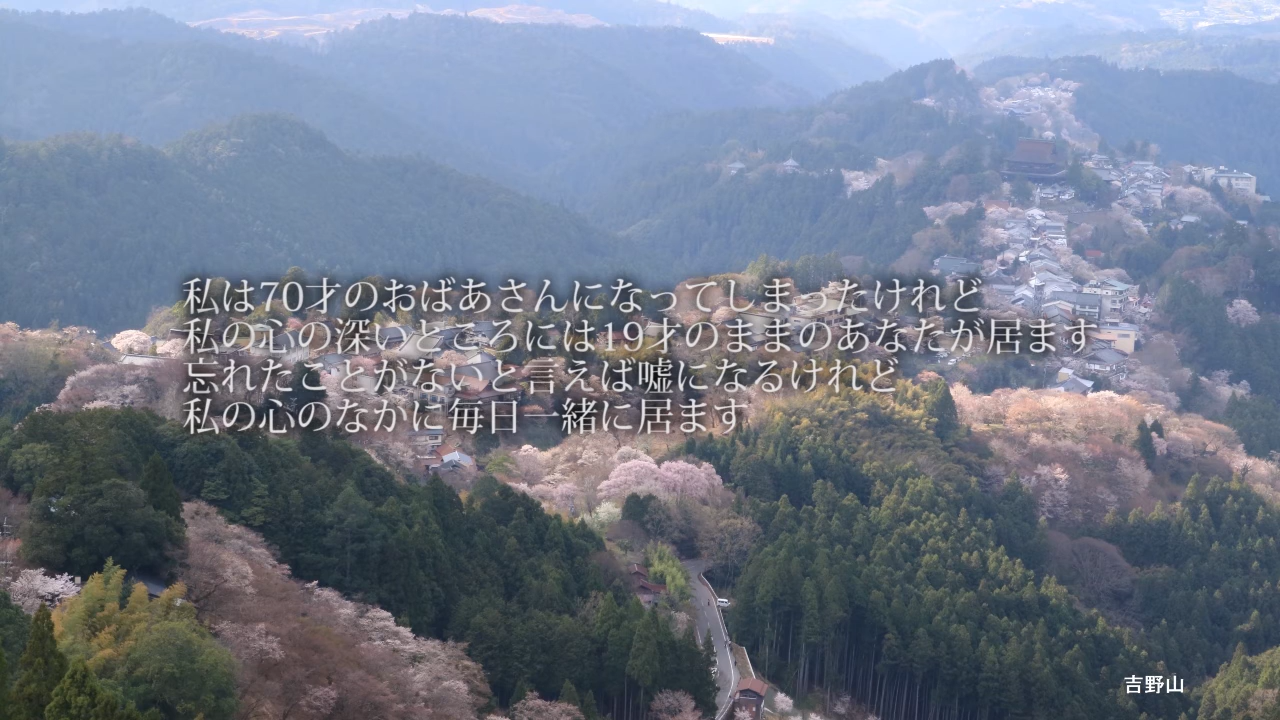 私は70才のおばあさんになってしまったけれど
私の心の深いところには19才のままのあなたが居ます
忘れたことがないと言えば嘘になるけれど
私の心のなかに毎日一緒に居ます
吉野山